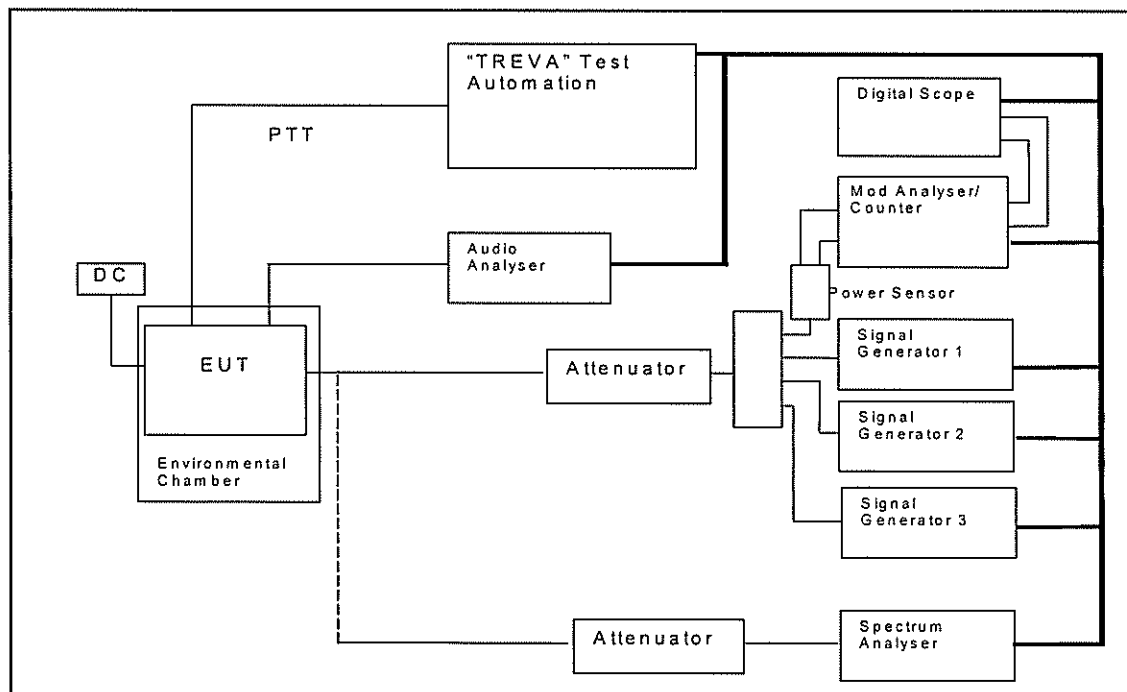 "TREVA" Test
Automation
PTT
Digital Scope
Mod Analyser/
Counter
Audio
Analyser
DC
Power Sensor
EUT
Attenuator
Signal
Generator 1
Signal
Generator 2
Environmental
Chamber
Signal
Generator 3
Attenuator
Spectrum
Analyser